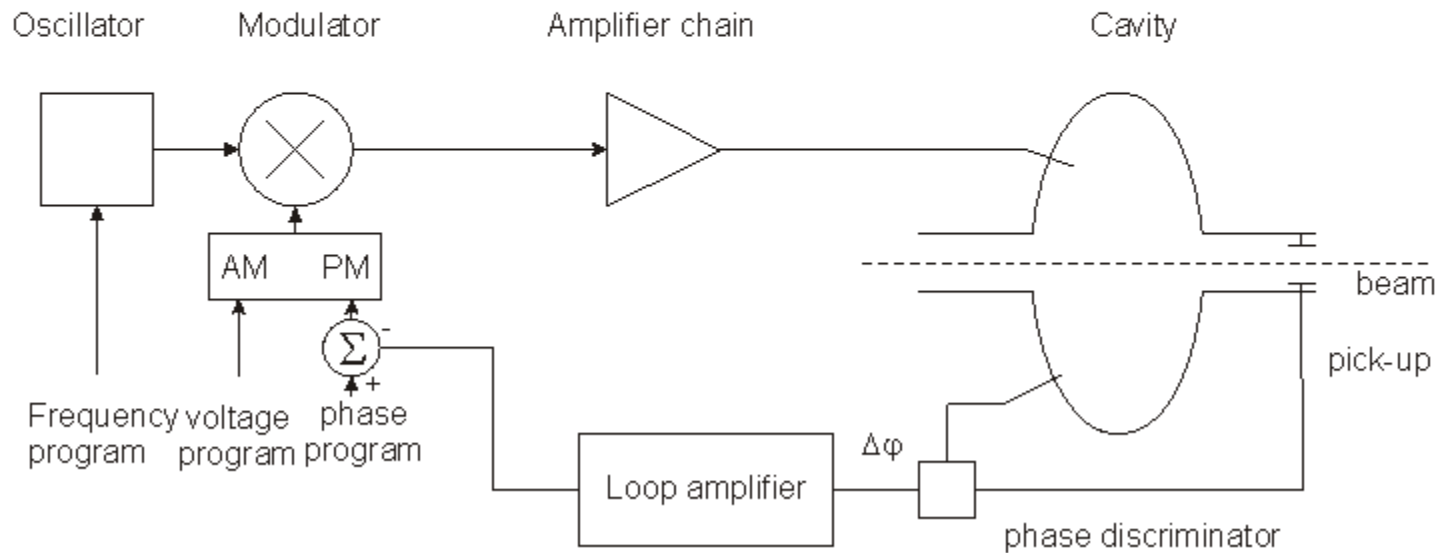 Oscillator
Modulator
Amplifier chain
Cavity
AM
PM
beam
-
Σ
+
pick-up
Frequency
program
voltage
program
phase
program
Δφ
Loop amplifier
phase discriminator